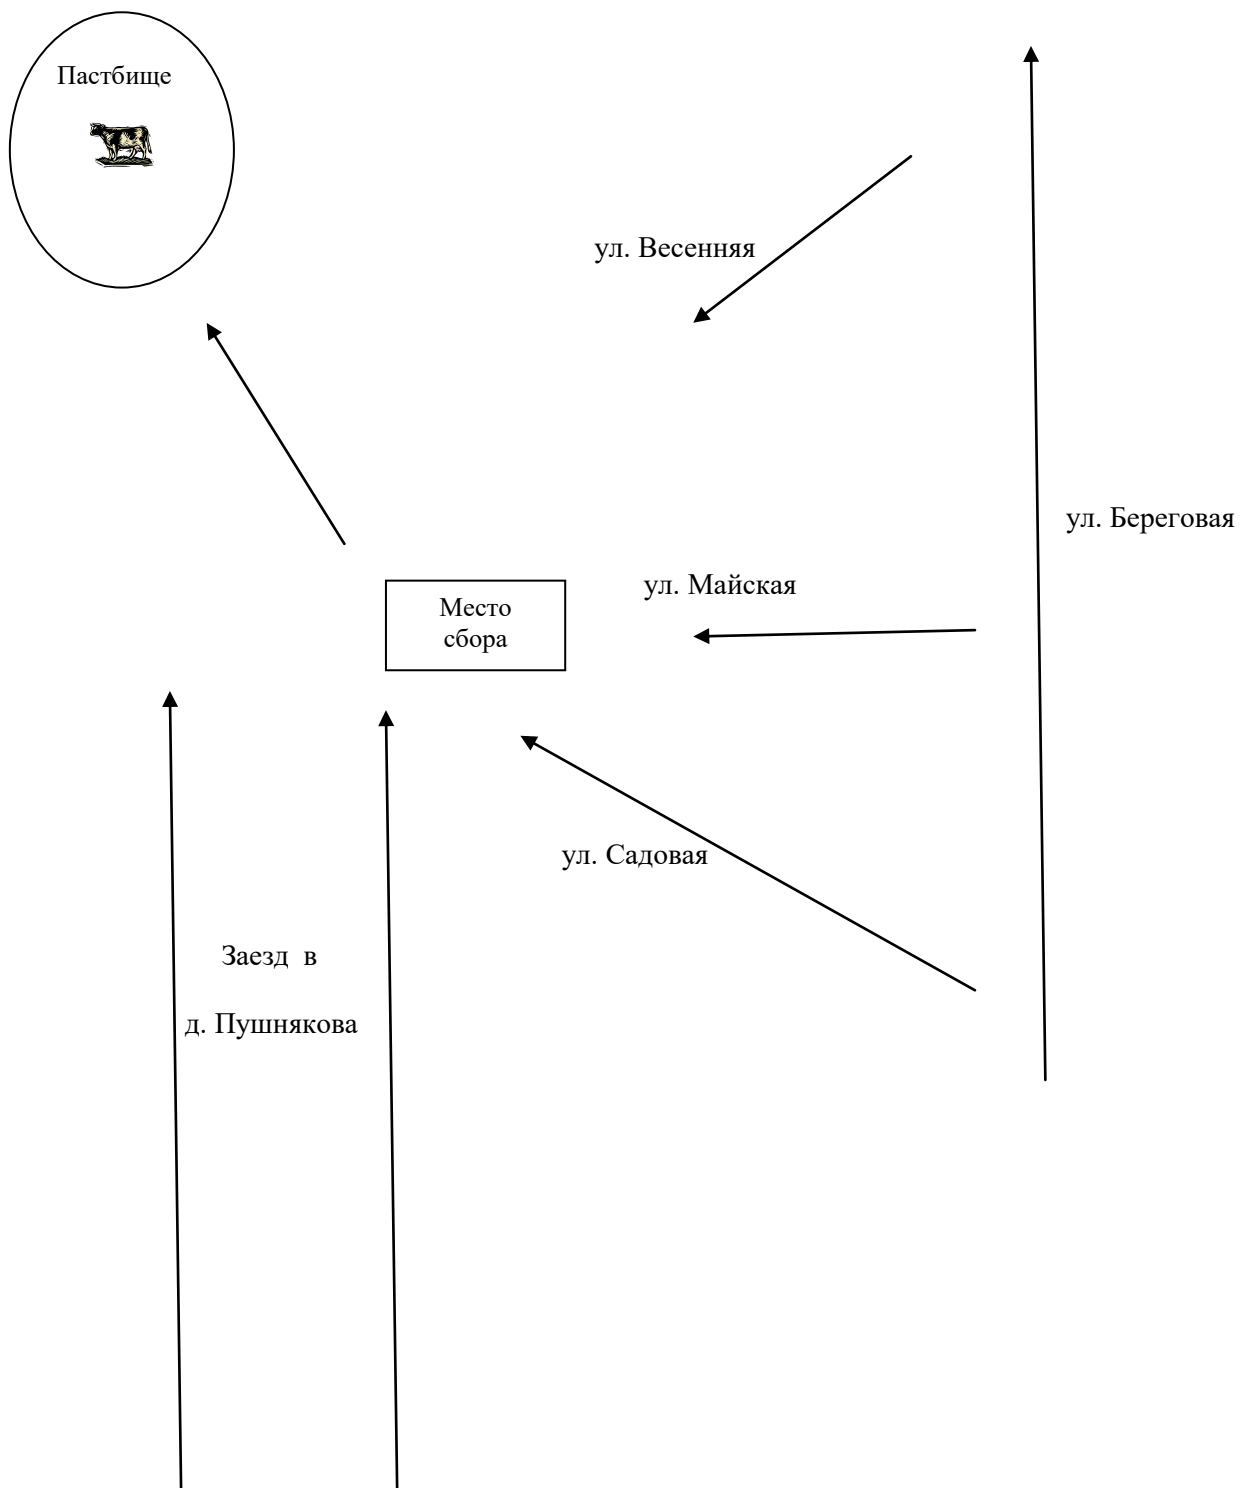 Пастбище
ул. Весенняя
ул. Береговая
ул. Майская
Место
сбора
ул. Садовая
Заезд в
д. Пушнякова